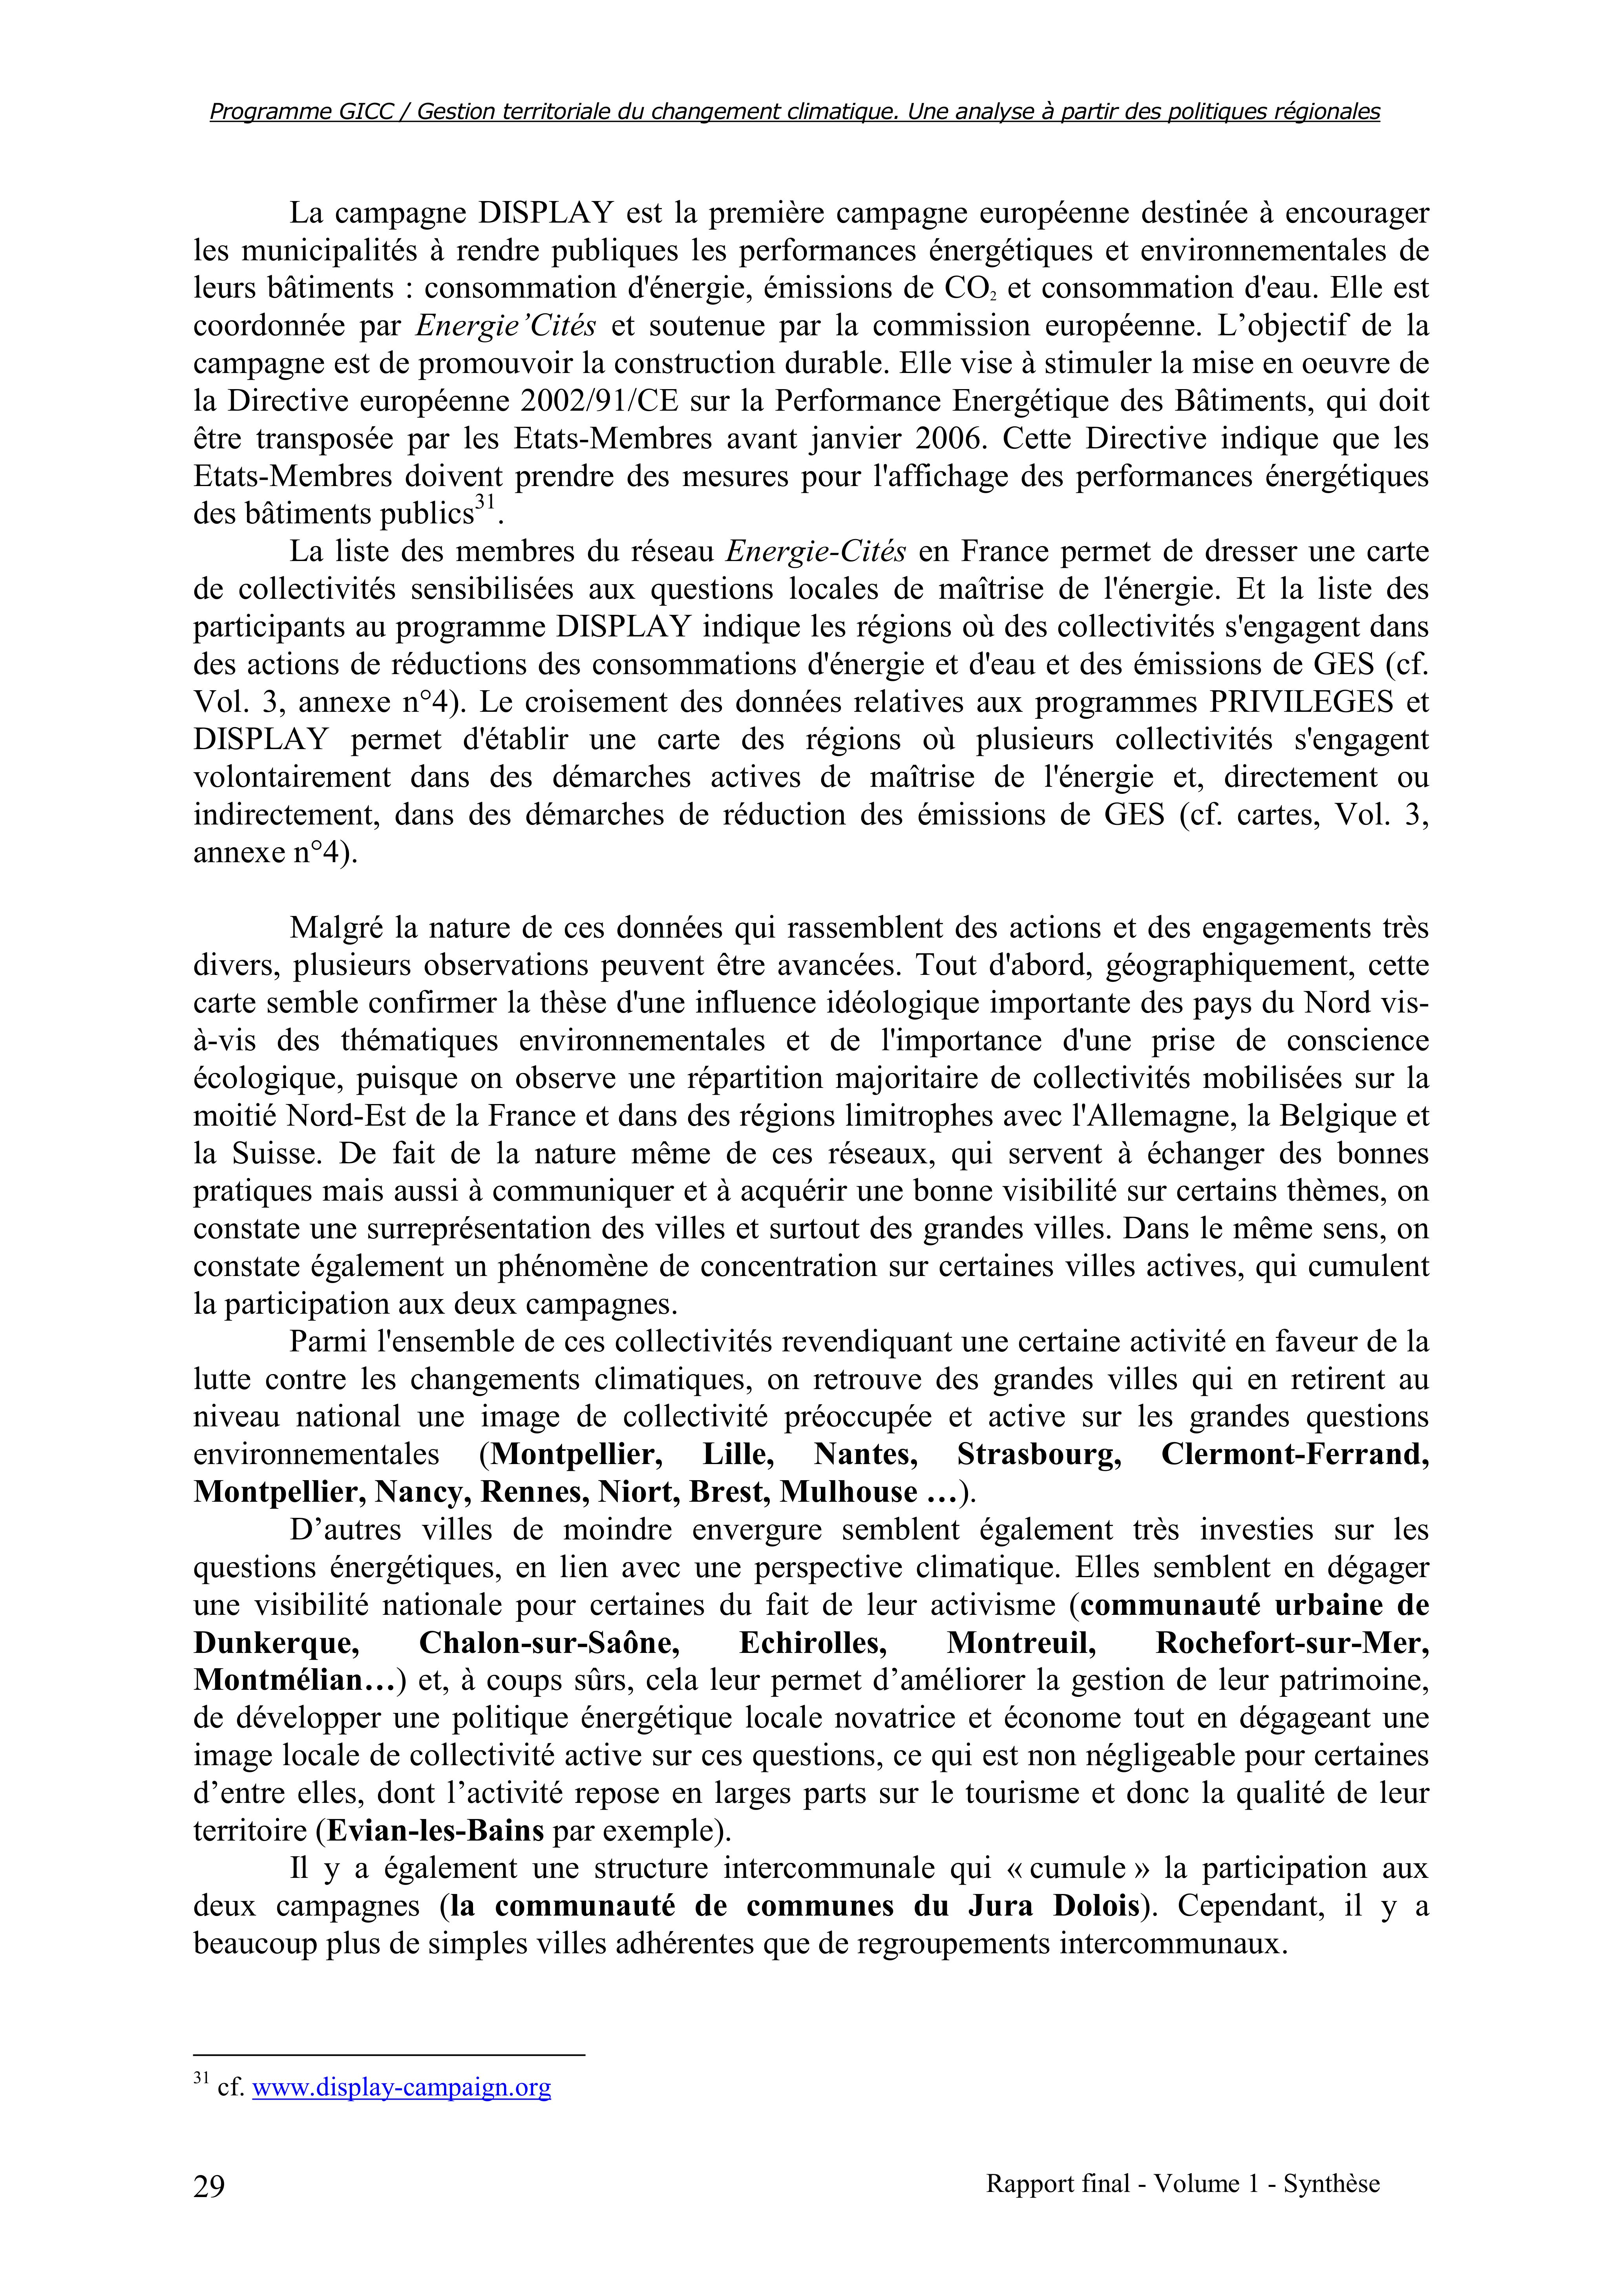 Programme GICC / Gestion territoriale du changement climatique. Une analyse à partir des politiques régionales
La campagne DISPLAY est la première campagne européenne destinée à encourager
les municipalités à rendre publiques les performances énergétiques et environnementales de
leurs bâtiments : consommation d'énergie, émissions de CO₂ et consommation d'eau. Elle est
coordonnée par Energie’Cités et soutenue par la commission européenne. L’objectif de la
campagne est de promouvoir la construction durable. Elle vise à stimuler la mise en oeuvre de
la Directive européenne 2002/91/CE sur la Performance Energétique des Bâtiments, qui doit
être transposée par les Etats-Membres avant janvier 2006. Cette Directive indique que les
Etats-Membres doivent prendre des mesures pour l'affichage des performances énergétiques
des bâtiments publics³¹.
La liste des membres du réseau Energie-Cités en France permet de dresser une carte
de collectivités sensibilisées aux questions locales de maîtrise de l'énergie. Et la liste des
participants au programme DISPLAY indique les régions où des collectivités s'engagent dans
des actions de réductions des consommations d'énergie et d'eau et des émissions de GES (cf.
Vol. 3, annexe n°4). Le croisement des données relatives aux programmes PRIVILEGES et
DISPLAY permet d'établir une carte des régions où plusieurs collectivités s'engagent
volontairement dans des démarches actives de maîtrise de l'énergie et, directement ou
indirectement, dans des démarches de réduction des émissions de GES (cf. cartes, Vol. 3,
annexe n°4).
Malgré la nature de ces données qui rassemblent des actions et des engagements très
divers, plusieurs observations peuvent être avancées. Tout d'abord, géographiquement, cette
carte semble confirmer la thèse d'une influence idéologique importante des pays du Nord vis-
à-vis des thématiques environnementales et de l'importance d'une prise de conscience
écologique, puisque on observe une répartition majoritaire de collectivités mobilisées sur la
moitié Nord-Est de la France et dans des régions limitrophes avec l'Allemagne, la Belgique et
la Suisse. De fait de la nature même de ces réseaux, qui servent à échanger des bonnes
pratiques mais aussi à communiquer et à acquérir une bonne visibilité sur certains thèmes, on
constate une surreprésentation des villes et surtout des grandes villes. Dans le même sens, on
constate également un phénomène de concentration sur certaines villes actives, qui cumulent
la participation aux deux campagnes.
Parmi l'ensemble de ces collectivités revendiquant une certaine activité en faveur de la
lutte contre les changements climatiques, on retrouve des grandes villes qui en retirent au
niveau national une image de collectivité préoccupée et active sur les grandes questions
environnementales (Montpellier, Lille, Nantes, Strasbourg, Clermont-Ferrand,
Montpellier, Nancy, Rennes, Niort, Brest, Mulhouse …).
D’autres villes de moindre envergure semblent également très investies sur les
questions énergétiques, en lien avec une perspective climatique. Elles semblent en dégager
une visibilité nationale pour certaines du fait de leur activisme (communauté urbaine de
Dunkerque, Chalon-sur-Saône, Echirolles, Montreuil, Rochefort-sur-Mer,
Montmélian…) et, à coups sûrs, cela leur permet d’améliorer la gestion de leur patrimoine,
de développer une politique énergétique locale novatrice et économe tout en dégageant une
image locale de collectivité active sur ces questions, ce qui est non négligeable pour certaines
d’entre elles, dont l’activité repose en larges parts sur le tourisme et donc la qualité de leur
territoire (Evian-les-Bains par exemple).
Il y a également une structure intercommunale qui « cumule » la participation aux
deux campagnes (la communauté de communes du Jura Dolois). Cependant, il y a
beaucoup plus de simples villes adhérentes que de regroupements intercommunaux.
³¹ cf. www.display-campaign.org
29 Rapport final - Volume 1 - Synthèse